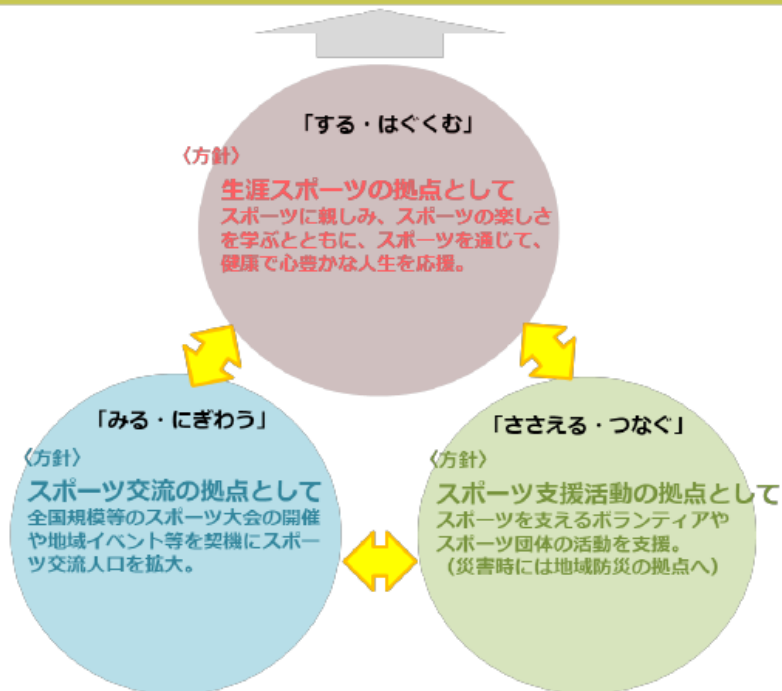 「する・はぐくむ」
〈方針〉
生涯スポーツの拠点として
スポーツに親しみ、スポーツの楽しさ
を学ぶとともに、スポーツを通じて、
健康で心豊かな人生を応援。
「みる・にぎわう」
〈方針〉
スポーツ交流の拠点として
全国規模等のスポーツ大会の開催
や地域イベント等を契機にスポー
ツ交流人口を拡大。
「ささえる・つなぐ」
〈方針〉
スポーツ支援活動の拠点として
スポーツを支えるボランティアや
スポーツ団体の活動を支援。
(災害時には地域防災の拠点へ)